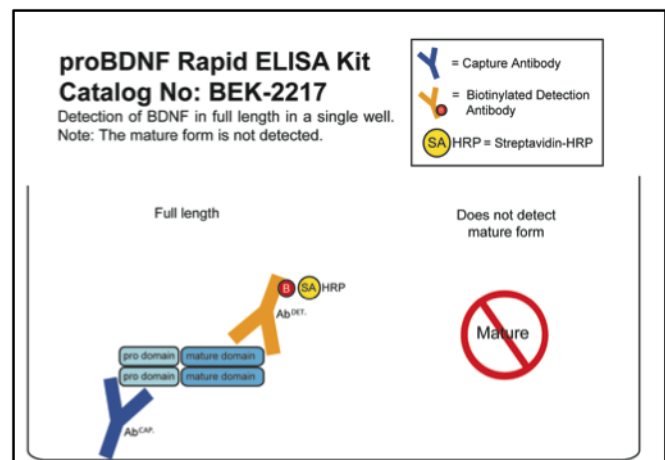 proBDNF Rapid ELISA Kit
Catalog No: BEK-2217
Detection of BDNF in full length in a single well.
Note: The mature form is not detected.
= Capture Antibody
= Biotinylated Detection
Antibody
B
SA HRP = Streptavidin-HRP
Full length
Does not detect
mature form
B SA HRP
Ab DET.
pro domain mature domain
pro domain mature domain
Ab CAP.
Mature